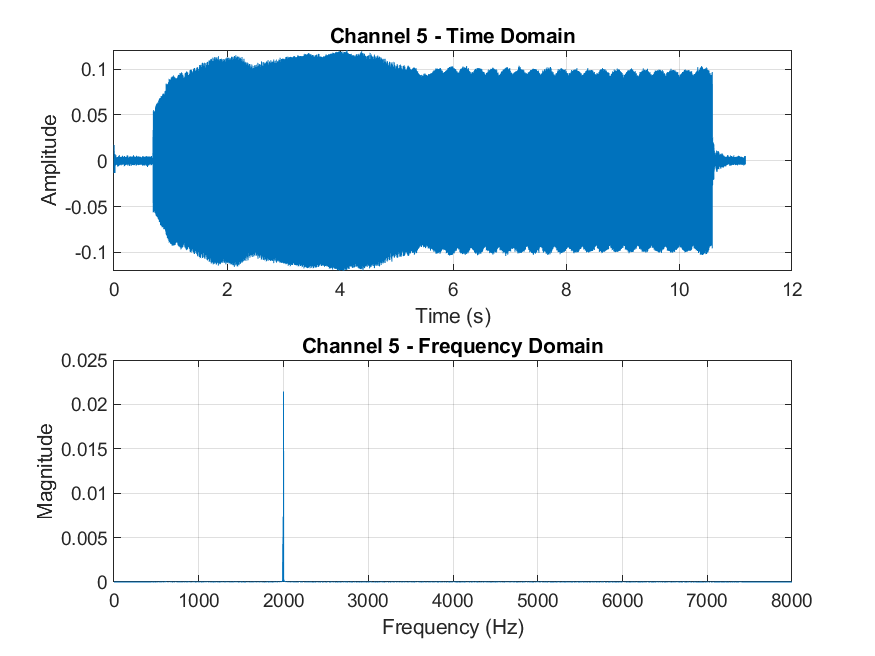 Channel 5 - Time Domain
0.1
0.05
0
-0.05
-0.1
Amplitude
0 2 4 6 8 10 12
Time (s)
Channel 5 - Frequency Domain
0.025
0.02
0.015
0.01
0.005
0
Magnitude
0 1000 2000 3000 4000 5000 6000 7000 8000
Frequency (Hz)